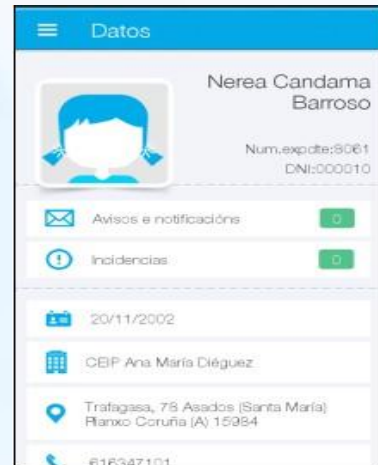 Datos
Nerea Candama
Barroso
Num.expdte:8061
DNI:000010
Avisos e notificacións
0
Incidencias
0
20/11/2002
CEIP Ana María Diéguez
Trafagasa, 78 Asados (Santa María)
Rianxo Coruña (A) 15984
616347101